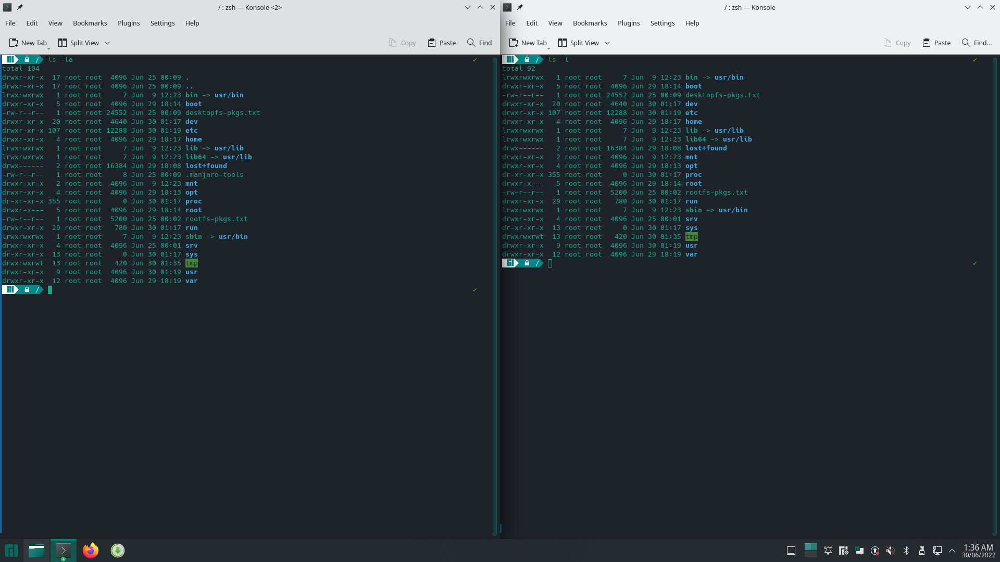 / : zsh — Konsole <2>
File Edit View Bookmarks Plugins Settings Help
New Tab Split View Copy Paste Find
/ ls -la ✔
total 104
drwxr-xr-x  17 root root  4096 Jun 25 00:09 .
drwxr-xr-x  17 root root  4096 Jun 25 00:09 ..
lrwxrwxrwx   1 root root     7 Jun  9 12:23 bin -> usr/bin
drwxr-xr-x   5 root root  4096 Jun 29 18:14 boot
-rw-r--r--   1 root root 24552 Jun 25 00:09 desktopfs-pkgs.txt
drwxr-xr-x  20 root root  4640 Jun 30 01:17 dev
drwxr-xr-x 107 root root 12288 Jun 30 01:19 etc
drwxr-xr-x   4 root root  4096 Jun 29 18:17 home
lrwxrwxrwx   1 root root     7 Jun  9 12:23 lib -> usr/lib
lrwxrwxrwx   1 root root     7 Jun  9 12:23 lib64 -> usr/lib
drwx------   2 root root 16384 Jun 29 18:08 lost+found
-rw-r--r--   1 root root     8 Jun 25 00:09 .manjaro-tools
drwxr-xr-x   2 root root  4096 Jun  9 12:23 mnt
drwxr-xr-x   4 root root  4096 Jun 29 18:13 opt
dr-xr-xr-x 355 root root     0 Jun 30 01:17 proc
drwxr-x---   5 root root  4096 Jun 29 18:14 root
-rw-r--r--   1 root root  5200 Jun 25 00:02 rootfs-pkgs.txt
drwxr-xr-x  29 root root   780 Jun 30 01:17 run
lrwxrwxrwx   1 root root     7 Jun  9 12:23 sbin -> usr/bin
drwxr-xr-x   4 root root  4096 Jun 25 00:01 srv
dr-xr-xr-x  13 root root     0 Jun 30 01:17 sys
drwxrwxrwt  13 root root   420 Jun 30 01:35 tmp
drwxr-xr-x   9 root root  4096 Jun 30 01:19 usr
drwxr-xr-x  12 root root  4096 Jun 29 18:19 var
/ ✔
/ : zsh — Konsole
File Edit View Bookmarks Plugins Settings Help
New Tab Split View Copy Paste Find...
/ ls -l ✔
total 92
lrwxrwxrwx   1 root root     7 Jun  9 12:23 bin -> usr/bin
drwxr-xr-x   5 root root  4096 Jun 29 18:14 boot
-rw-r--r--   1 root root 24552 Jun 25 00:09 desktopfs-pkgs.txt
drwxr-xr-x  20 root root  4640 Jun 30 01:17 dev
drwxr-xr-x 107 root root 12288 Jun 30 01:19 etc
drwxr-xr-x   4 root root  4096 Jun 29 18:17 home
lrwxrwxrwx   1 root root     7 Jun  9 12:23 lib -> usr/lib
lrwxrwxrwx   1 root root     7 Jun  9 12:23 lib64 -> usr/lib
drwx------   2 root root 16384 Jun 29 18:08 lost+found
drwxr-xr-x   2 root root  4096 Jun  9 12:23 mnt
drwxr-xr-x   4 root root  4096 Jun 29 18:13 opt
dr-xr-xr-x 355 root root     0 Jun 30 01:17 proc
drwxr-x---   5 root root  4096 Jun 29 18:14 root
-rw-r--r--   1 root root  5200 Jun 25 00:02 rootfs-pkgs.txt
drwxr-xr-x  29 root root   780 Jun 30 01:17 run
lrwxrwxrwx   1 root root     7 Jun  9 12:23 sbin -> usr/bin
drwxr-xr-x   4 root root  4096 Jun 25 00:01 srv
dr-xr-xr-x  13 root root     0 Jun 30 01:17 sys
drwxrwxrwt  13 root root   420 Jun 30 01:35 tmp
drwxr-xr-x   9 root root  4096 Jun 30 01:19 usr
drwxr-xr-x  12 root root  4096 Jun 29 18:19 var
/ ✔
1:36 AM
30/06/2022